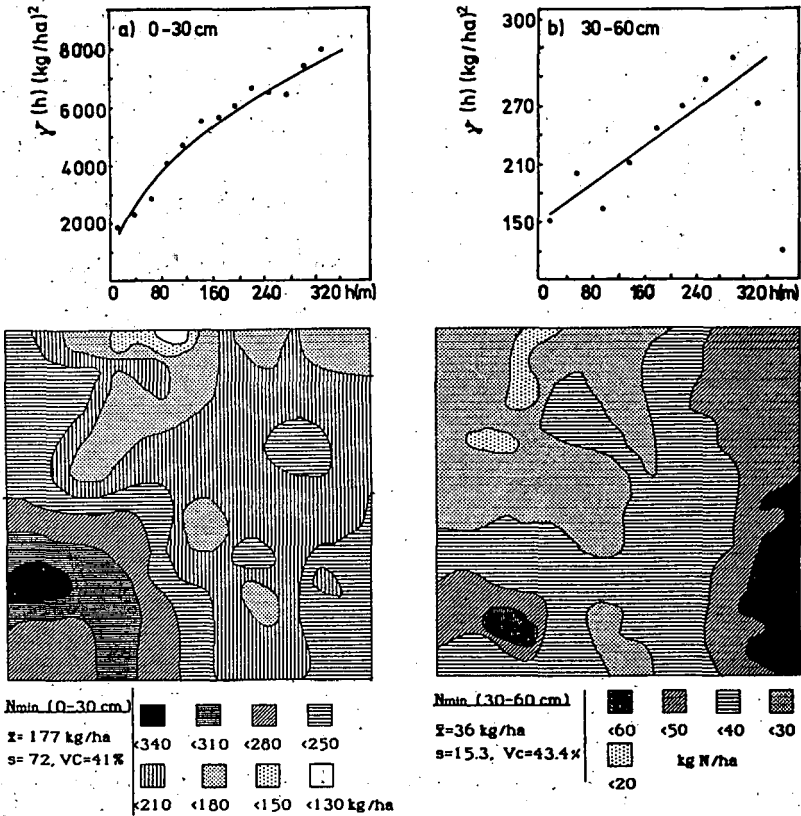 a) 0-30 cm
γ (h) (kg/ha)²
8000
6000
4000
2000
0 80 160 240 320 h(m)
b) 30-60cm
γ (h) (kg/ha)²
300
270
210
150
0 80 160 240 320 h(m)
Nmin (0-30 cm)
x̄= 177 kg/ha
s= 72, VC=41%
<340 <310 <280 <250
<210 <180 <150 <130 kg/ha
Nmin (30-60 cm)
x̄=36 kg/ha
s=15.3, Vc=43.4%
<60 <50 <40 <30
kg N/ha
<20